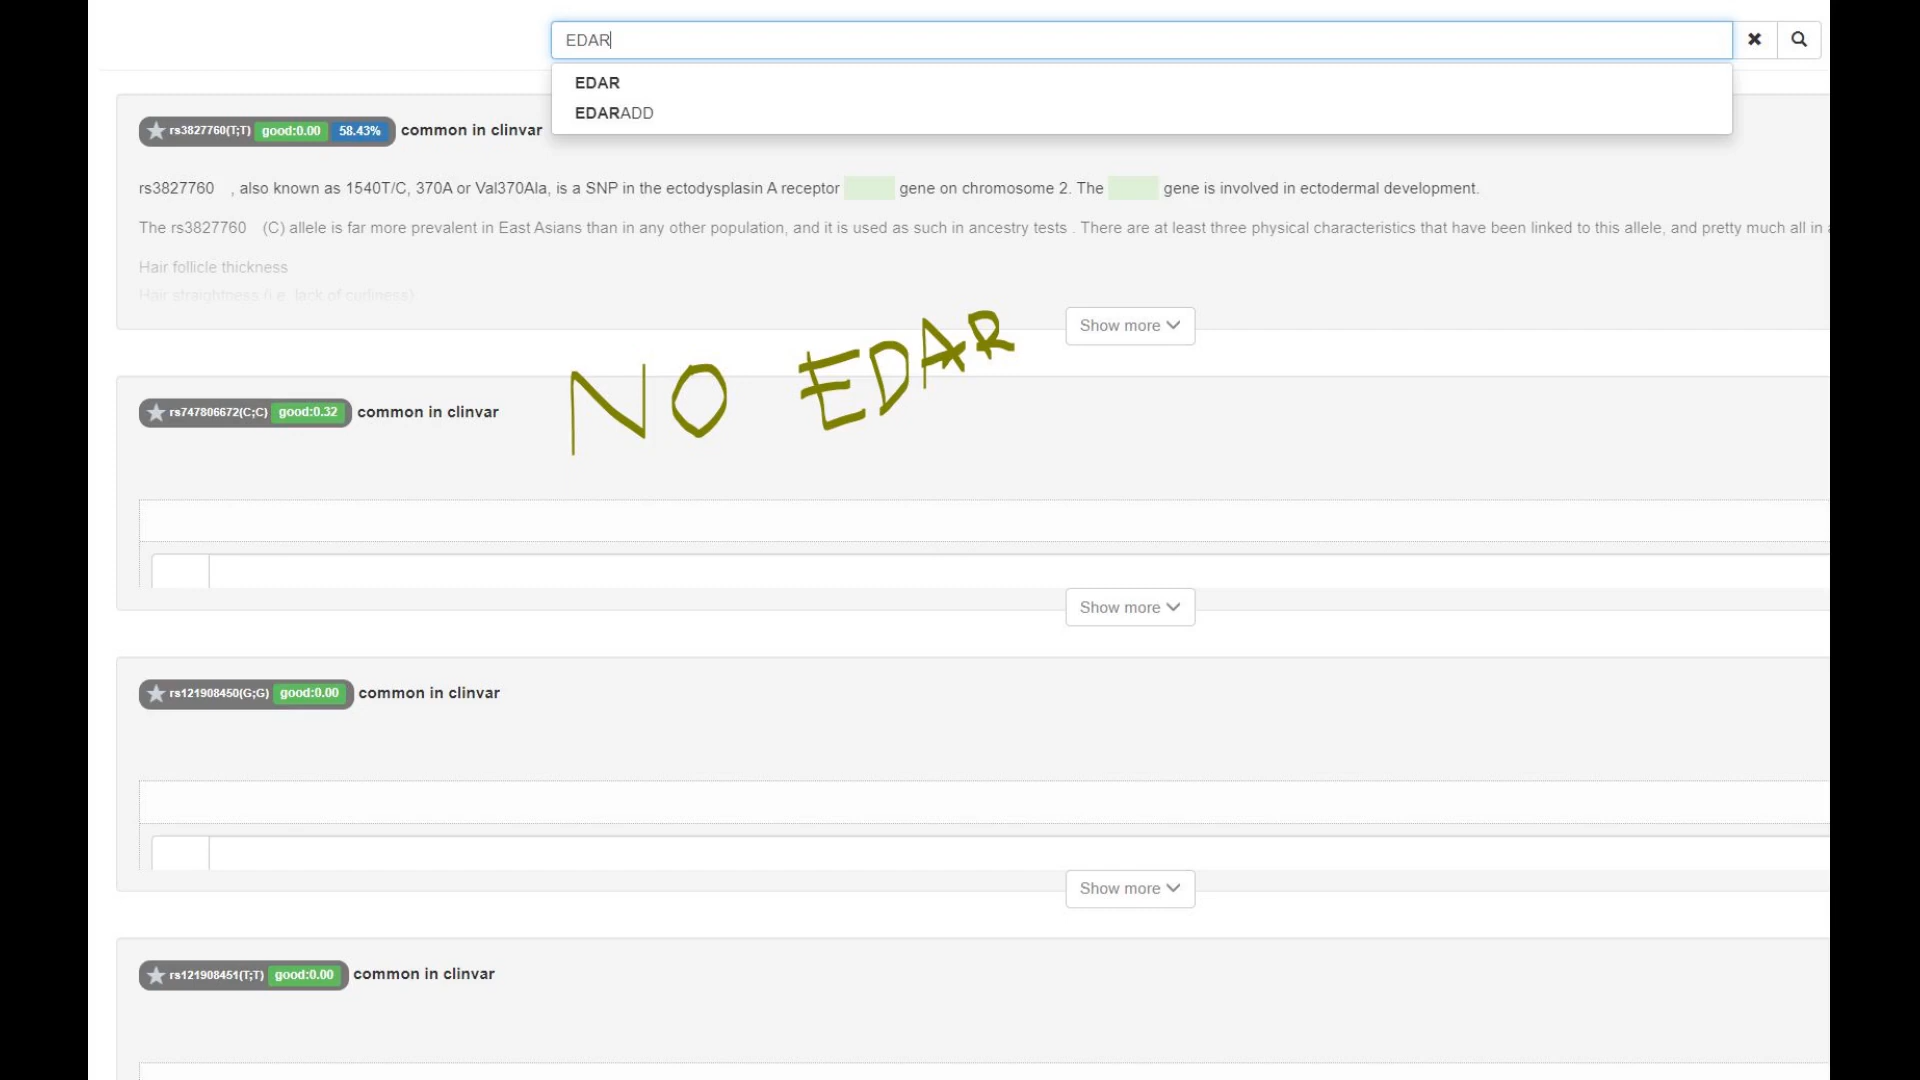 EDAR
EDAR
EDARADD
rs3827760(T;T) good:0.00 58.43% common in clinvar
rs3827760 , also known as 1540T/C, 370A or Val370Ala, is a SNP in the ectodysplasin A receptor gene on chromosome 2. The gene is involved in ectodermal development.
The rs3827760 (C) allele is far more prevalent in East Asians than in any other population, and it is used as such in ancestry tests . There are at least three physical characteristics that have been linked to this allele, and pretty much all in
Hair follicle thickness
Hair straightness (i.e. lack of curliness)
Show more
NO EDAR
rs747806672(C;C) good:0.32 common in clinvar
Show more
rs121908450(G;G) good:0.00 common in clinvar
Show more
rs121908451(T;T) good:0.00 common in clinvar